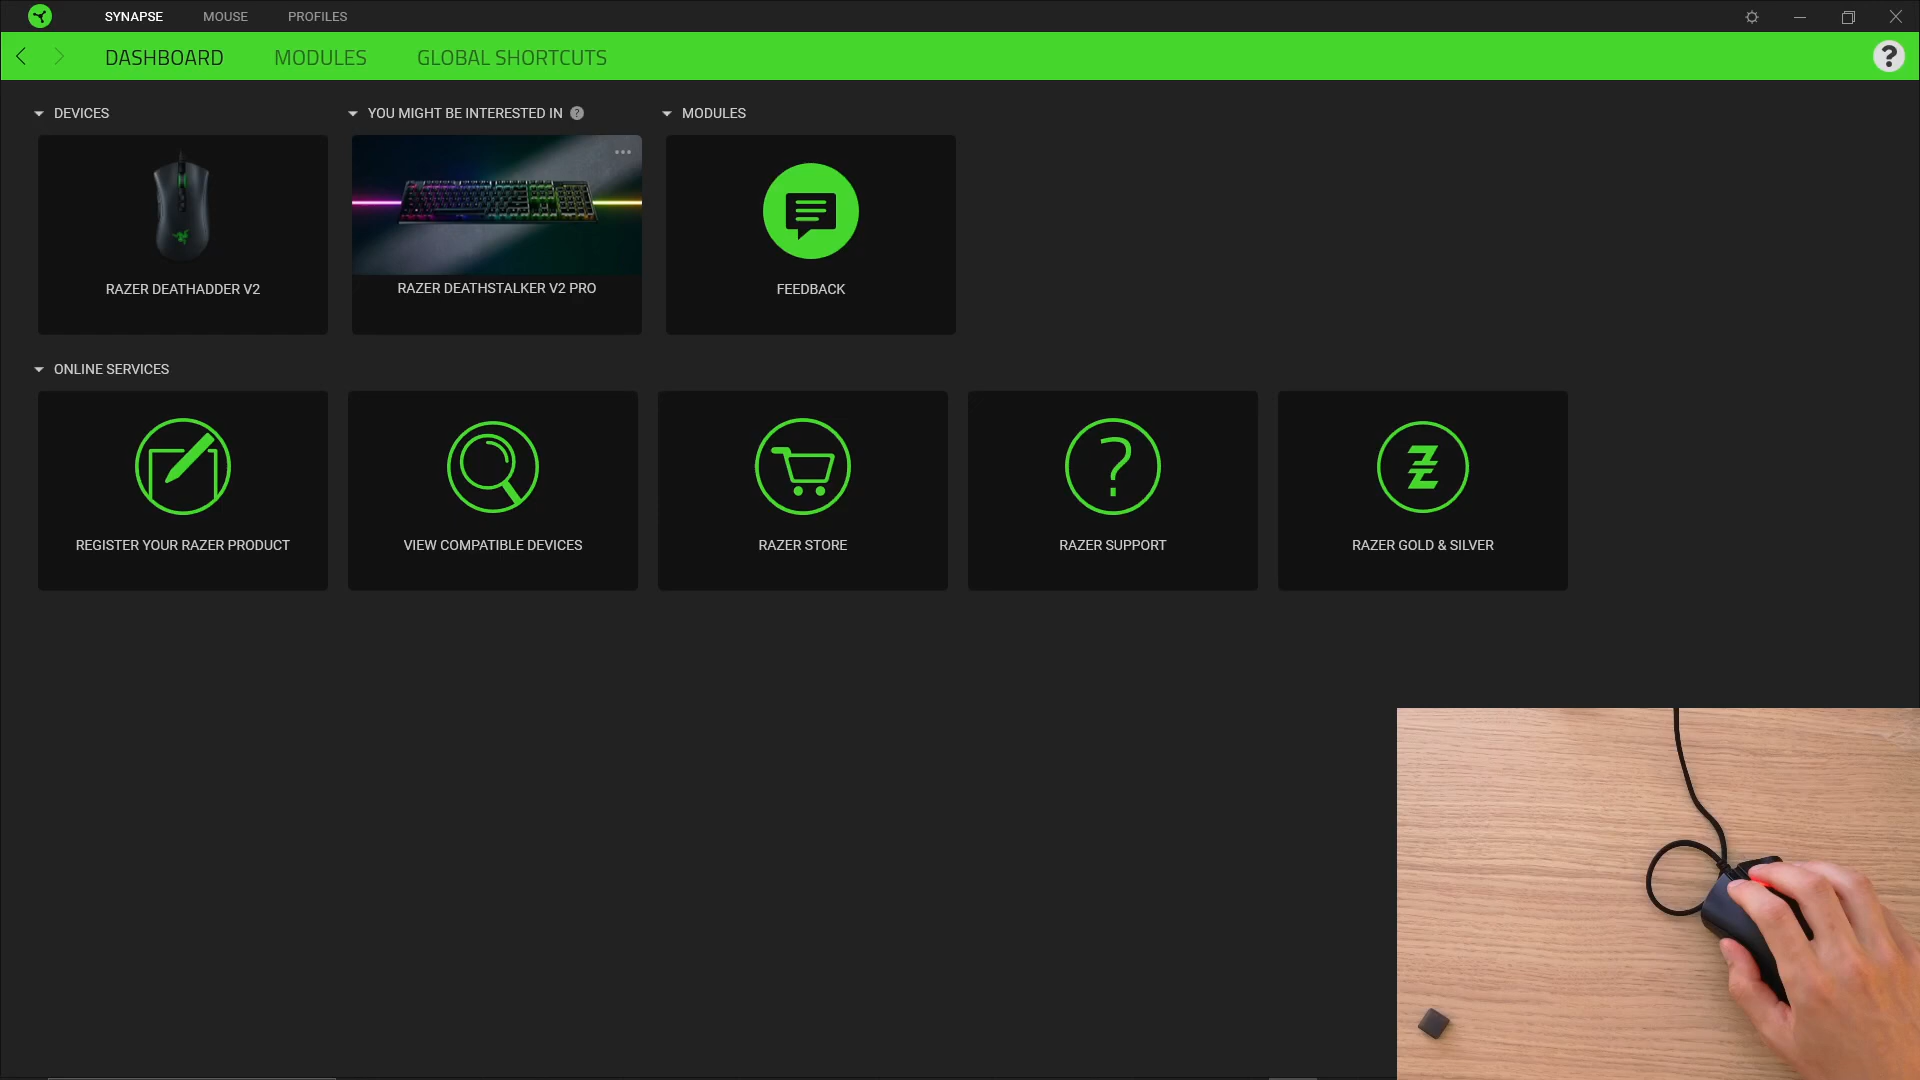 SYNAPSE
MOUSE
PROFILES
DASHBOARD
MODULES
GLOBAL SHORTCUTS
?
DEVICES
YOU MIGHT BE INTERESTED IN ?
MODULES
RAZER DEATHADDER V2
RAZER DEATHSTALKER V2 PRO
FEEDBACK
ONLINE SERVICES
REGISTER YOUR RAZER PRODUCT
VIEW COMPATIBLE DEVICES
RAZER STORE
RAZER SUPPORT
RAZER GOLD & SILVER